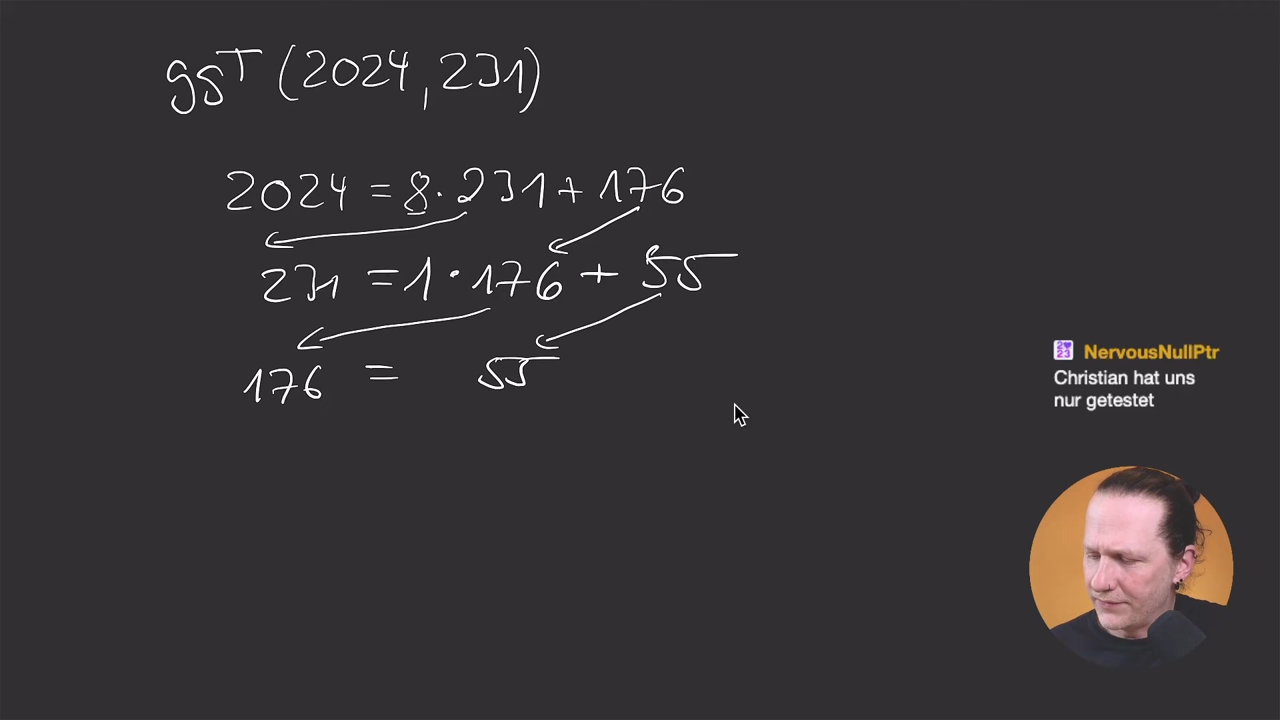 ggT (2024, 231)
2024 = 8 · 231 + 176
231 = 1 · 176 + 55
176 = 55
NervousNullPtr
Christian hat uns
nur getestet